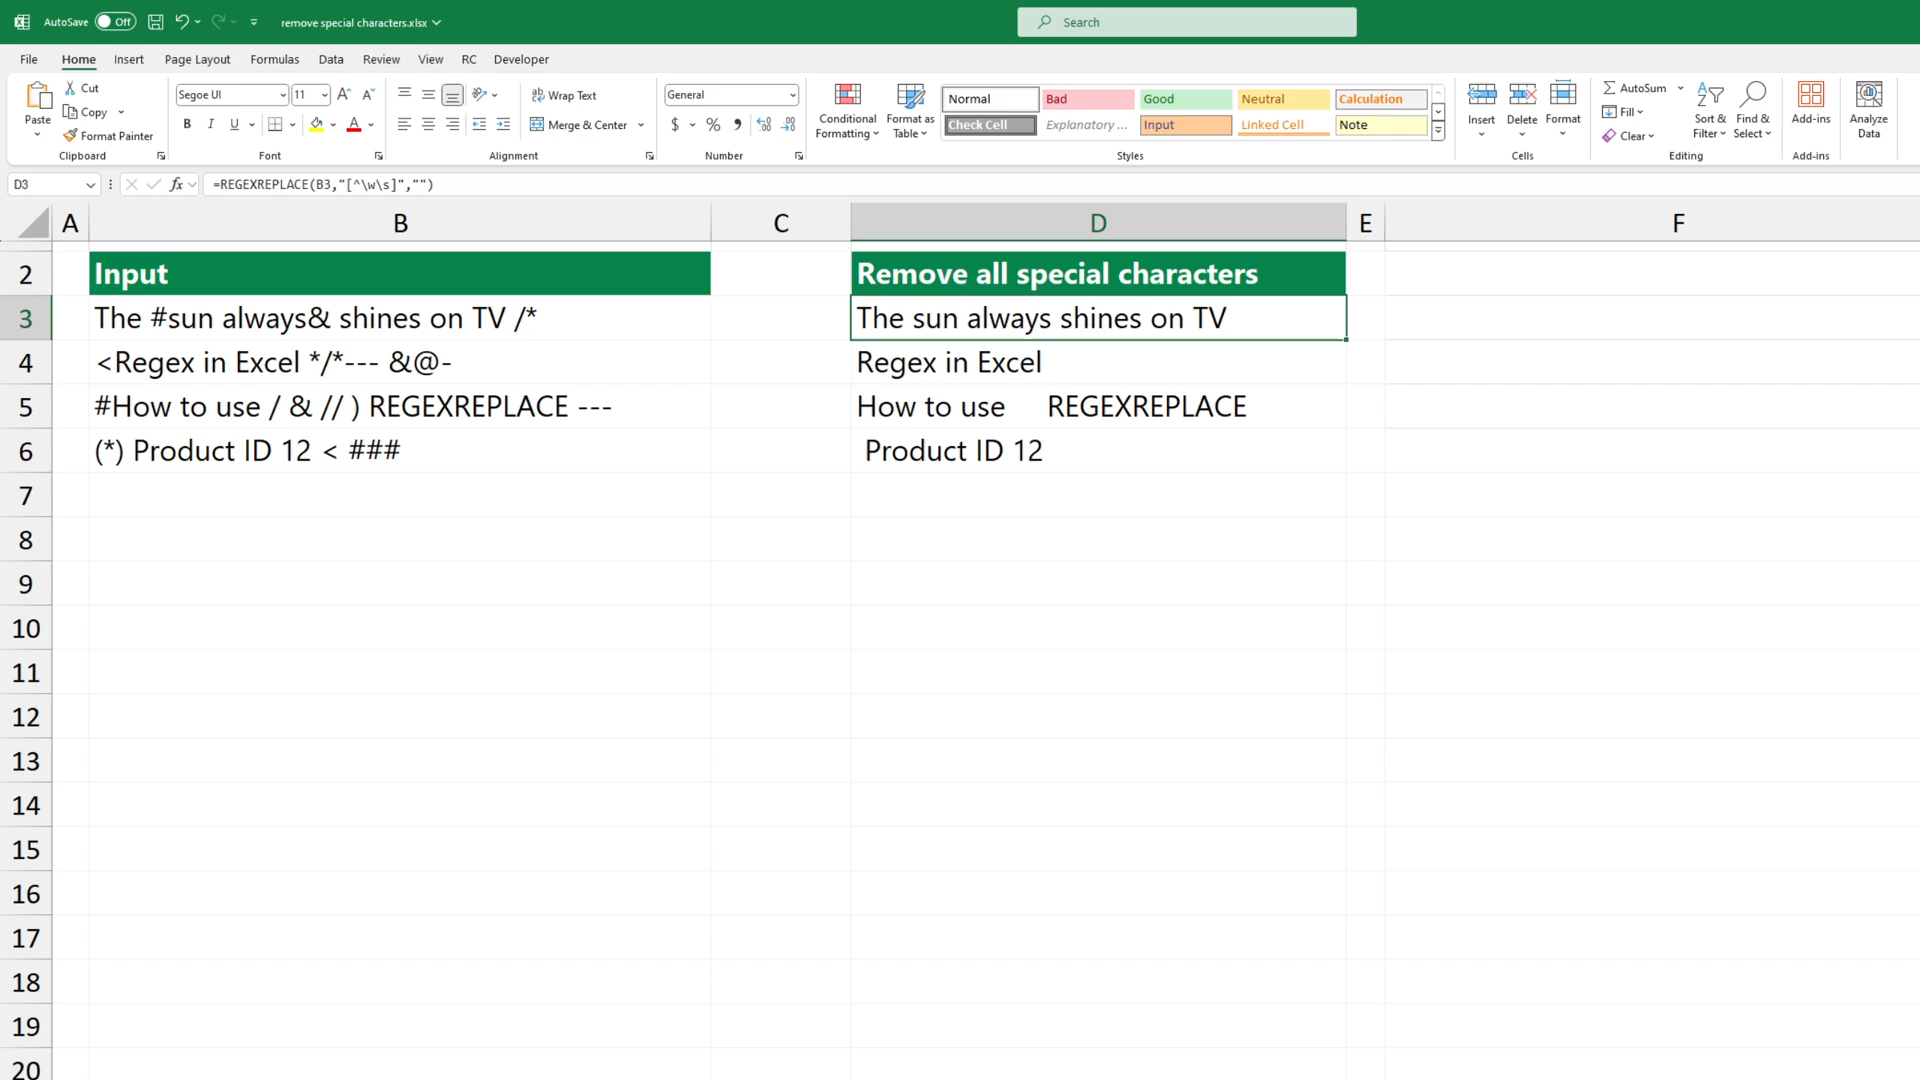 AutoSave Off remove special characters.xlsx Search
File Home Insert Page Layout Formulas Data Review View RC Developer
Paste Cut Copy Format Painter Clipboard
Segoe UI 11 B I U A Font
Wrap Text Merge & Center Alignment
General $ % Number
Conditional Formatting Format as Table
Normal Bad Good Neutral Calculation
Check Cell Explanatory ... Input Linked Cell Note
Styles
Insert Delete Format Cells
AutoSum Fill Clear Sort & Filter Find & Select Editing
Add-ins Add-ins
Analyze Data
D3 fx =REGEXREPLACE(B3,"[^\w\s]","")
A B C D E F
2 Input Remove all special characters
3 The #sun always& shines on TV /* The sun always shines on TV
4 <Regex in Excel */*--- &@- Regex in Excel
5 #How to use / & // ) REGEXREPLACE --- How to use REGEXREPLACE
6 (*) Product ID 12 < ### Product ID 12
7
8
9
10
11
12
13
14
15
16
17
18
19
20